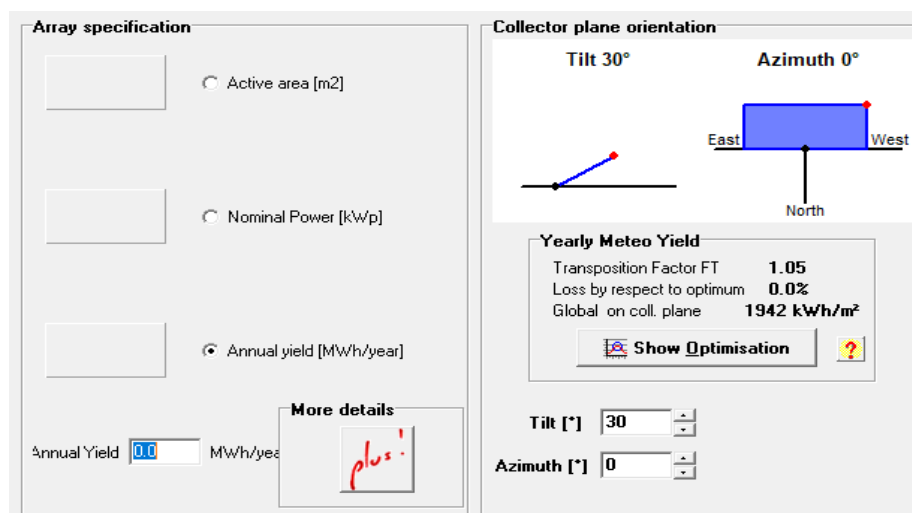 Array specification
Active area [m2]
Nominal Power [kWp]
Annual yield [MWh/year]
More details
plus!
Annual Yield 0.0 MWh/yea
Collector plane orientation
Tilt 30° Azimuth 0°
East West
North
Yearly Meteo Yield
Transposition Factor FT 1.05
Loss by respect to optimum 0.0%
Global on coll. plane 1942 kWh/m²
Show Optimisation ?
Tilt [°] 30
Azimuth [°] 0